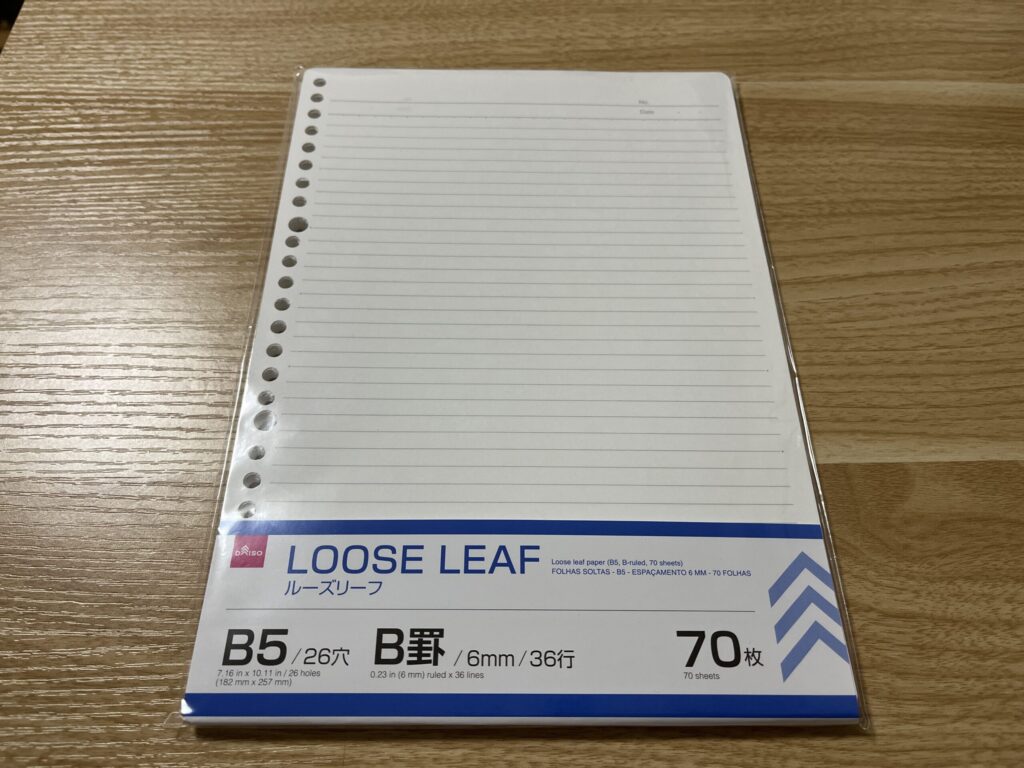 No.
Date
DAISO
LOOSE LEAF
ルーズリーフ
Loose leaf paper (B5, B-ruled, 70 sheets)
FOLHAS SOLTAS - B5 - ESPAÇAMENTO 6 MM - 70 FOLHAS
B5 / 26穴
7.16 in x 10.11 in / 26 holes
(182 mm x 257 mm)
B罫 / 6mm / 36行
0.23 in (6 mm) ruled x 36 lines
70枚
70 sheets